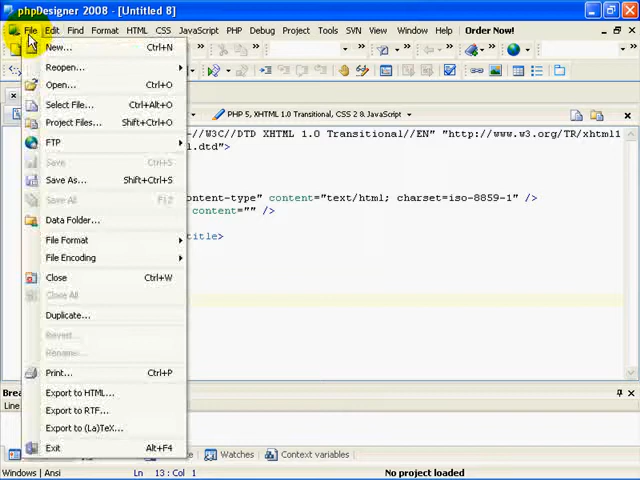 phpDesigner 2008 - [Untitled 8]
File Edit Find Format HTML CSS JavaScript PHP Debug Project Tools SVN View Window Help Order Now!
New... Ctrl+N
Reopen...
Open... Ctrl+O
Select File... Ctrl+Alt+O
Project Files... Shift+Ctrl+O
FTP
Save Ctrl+S
Save As... Shift+Ctrl+S
Save All F12
Data Folder...
File Format
File Encoding
Close Ctrl+W
Close All
Duplicate...
Revert...
Rename...
Print... Ctrl+P
Export to HTML...
Export to RTF...
Export to (La)TeX...
Exit Alt+F4
PHP 5, XHTML 1.0 Transitional, CSS 2 & JavaScript
//W3C//DTD XHTML 1.0 Transitional//EN" "http://www.w3.org/TR/xhtml1
l.dtd">
ontent-type" content="text/html; charset=iso-8859-1" />
content="" />
title>
Brea
Line
Watches Context variables
Windows | Ansi Ln : 13 : Col : 1 No project loaded